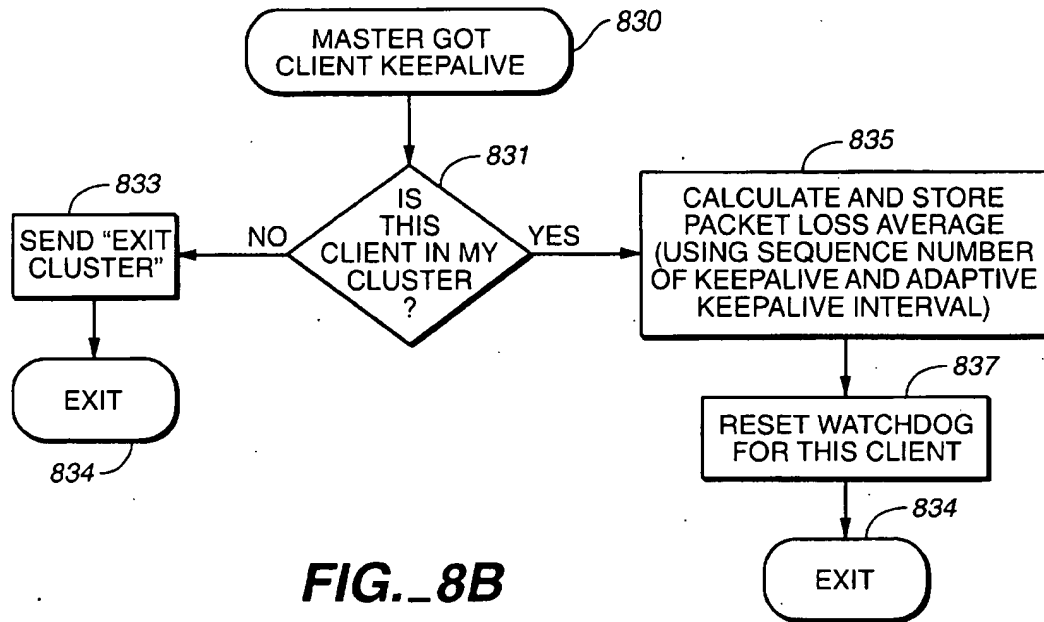 MASTER GOT
CLIENT KEEPALIVE
830
831
IS
THIS
CLIENT IN MY
CLUSTER
?
NO
YES
833
SEND "EXIT
CLUSTER"
EXIT
834
835
CALCULATE AND STORE
PACKET LOSS AVERAGE
(USING SEQUENCE NUMBER
OF KEEPALIVE AND ADAPTIVE
KEEPALIVE INTERVAL)
837
RESET WATCHDOG
FOR THIS CLIENT
834
EXIT
FIG._8B